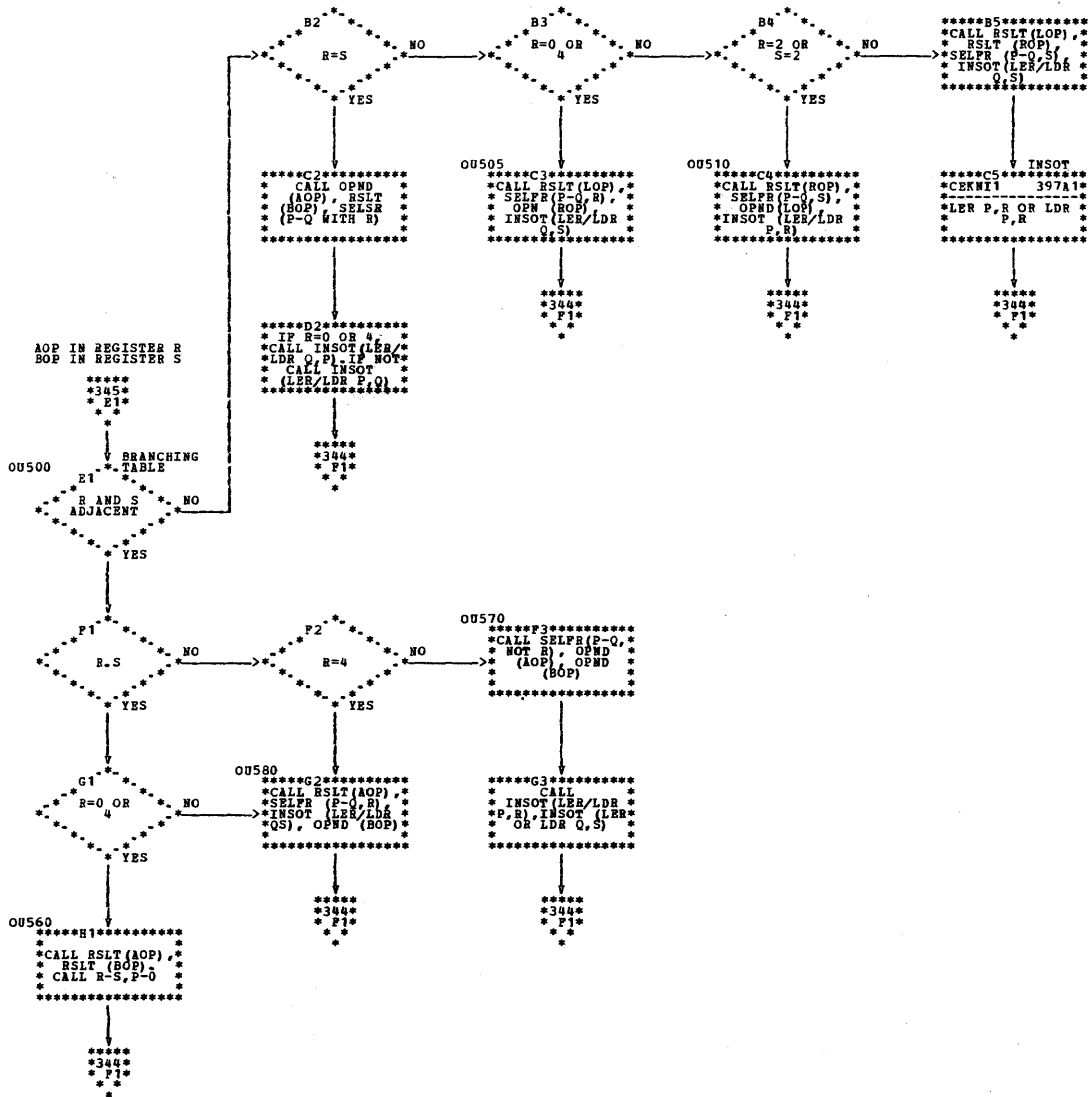 B2
R=S
NO
YES
B3
R=0 OR
4
NO
YES
B4
R=2 OR
S=2
NO
YES
*****B5**********
CALL RSLT(LOP),
RSLT (ROP),
SELFR (P-Q,S),
INSOT(LER/LDR
Q,S)
*****C2**********
CALL OPND
(AOP), RSLT
(BOP), SELSR
(P-Q WITH R)
OU505
*****C3**********
CALL RSLT(LOP),
SELFR(P-Q,R),
OPN (ROP),
INSOT(LER/LDR
Q,S)
OU510
*****C4**********
CALL RSLT(ROP),
SELFR(P-Q,S),
OPND(LOP),
INSOT (LER/LDR
P,R)
INSOT
*****C5**********
CEKNI1 397A1
LER P,R OR LDR
P,R
*344*
F1
*344*
F1
*344*
F1
*****D2**********
IF R=0 OR 4,
CALL INSOT(LER/
LDR Q,P).IF NOT
CALL INSOT
(LER/LDR P,Q)
*344*
F1
AOP IN REGISTER R
BOP IN REGISTER S
*345*
E1
OU500
BRANCHING
TABLE
E1
R AND S
ADJACENT
NO
YES
F1
R-S
NO
YES
F2
R=4
NO
YES
OU570
*****F3**********
CALL SELFR(P-Q,
NOT R), OPND
(AOP), OPND
(BOP)
G1
R=0 OR
4
NO
YES
OU580
*****G2**********
CALL RSLT(AOP),
SELFR (P-Q,R),
INSOT (LER/LDR
QS), OPND (BOP)
*****G3**********
CALL
INSOT(LER/LDR
P,R),INSOT (LER
OR LDR Q,S)
*344*
F1
*344*
F1
OU560
*****H1**********
CALL RSLT(AOP),
RSLT (BOP).
CALL R-S,P-Q
*344*
F1